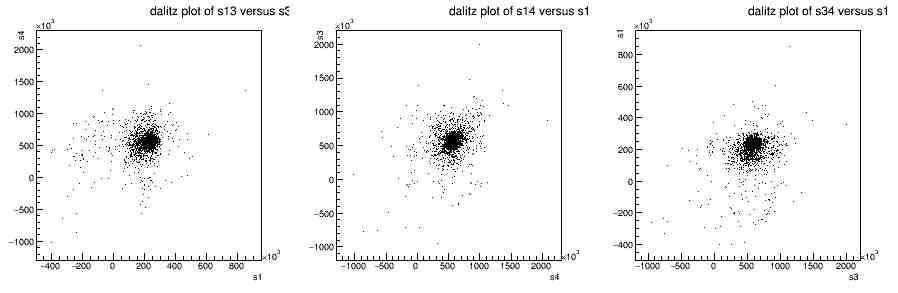 dalitz plot of s13 versus s3
×10³
s4
2000
1500
1000
500
0
−500
−1000
−400 −200 0 200 400 600 800
×10³
s1
dalitz plot of s14 versus s1
×10³
s3
2000
1500
1000
500
0
−500
−1000
−1000 −500 0 500 1000 1500 2000
×10³
s4
dalitz plot of s34 versus s1
×10³
s1
800
600
400
200
0
−200
−400
−1000 −500 0 500 1000 1500 2000
×10³
s3